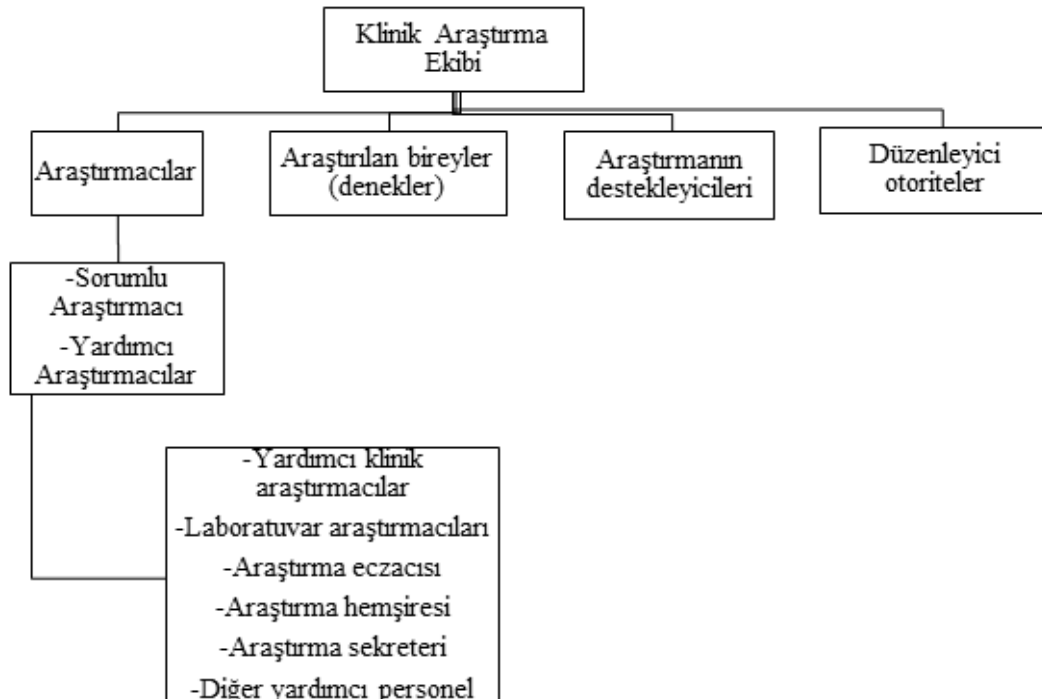 Klinik Araştırma
Ekibi
Araştırmacılar
Araştırılan bireyler
(denekler)
Araştırmanın
destekleyicileri
Düzenleyici
otoriteler
-Sorumlu
Araştırmacı
-Yardımcı
Araştırmacılar
-Yardımcı klinik
araştırmacılar
-Laboratuvar araştırmacıları
-Araştırma eczacısı
-Araştırma hemşiresi
-Araştırma sekreteri
-Diğer yardımcı personel